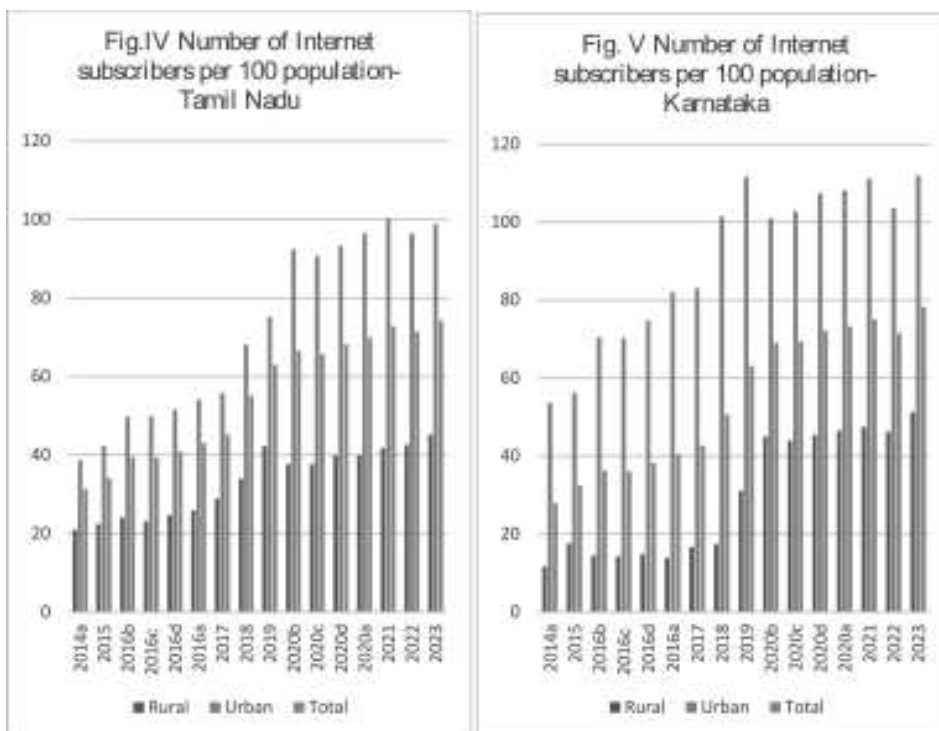 Fig.IV Number of Internet
subscribers per 100 population-
Tamil Nadu
120
100
80
60
40
20
0
2014a
2015
2016b
2016c
2016d
2016a
2017
2018
2019
2020b
2020c
2020d
2020a
2021
2022
2023
Rural Urban Total
Fig. V Number of Internet
subscribers per 100 population-
Karnataka
120
100
80
60
40
20
0
2014a
2015
2016b
2016c
2016d
2016a
2017
2018
2019
2020b
2020c
2020d
2020a
2021
2022
2023
Rural Urban Total